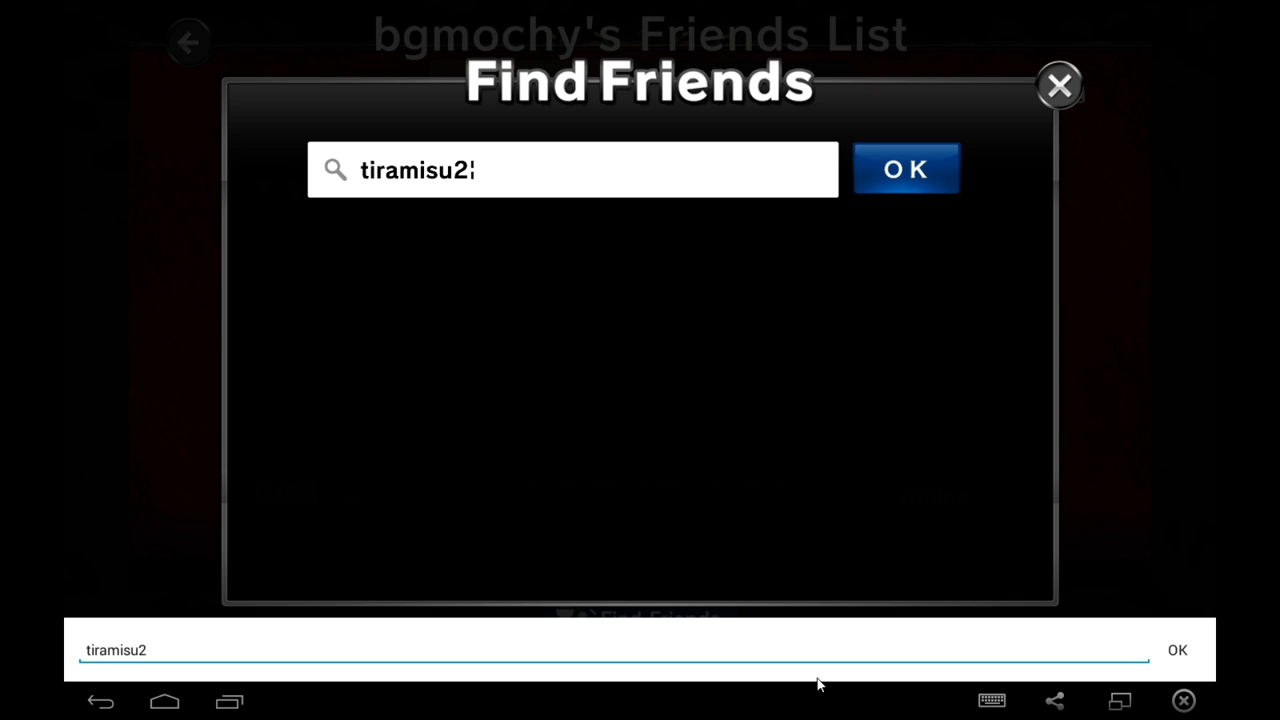 bgmochy's Friends List
Find Friends
tiramisu2¦
OK
Find Friends
tiramisu2
OK